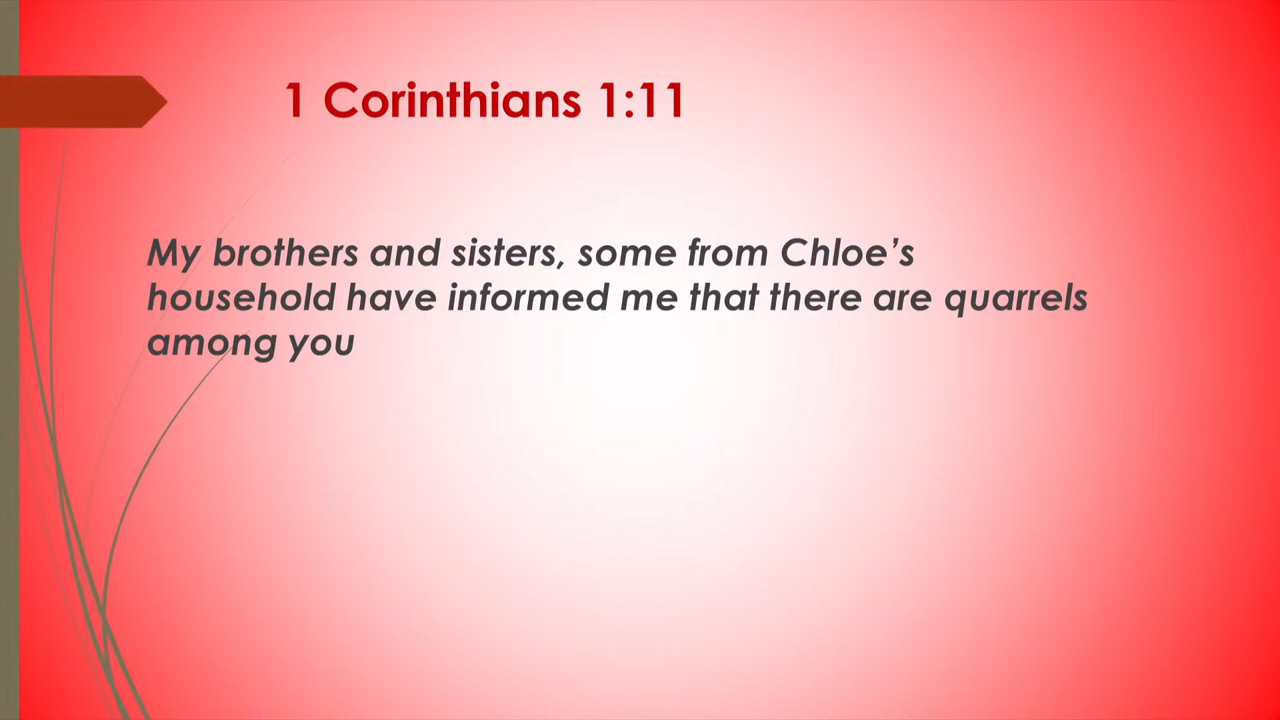 1 Corinthians 1:11
My brothers and sisters, some from Chloe’s
household have informed me that there are quarrels
among you